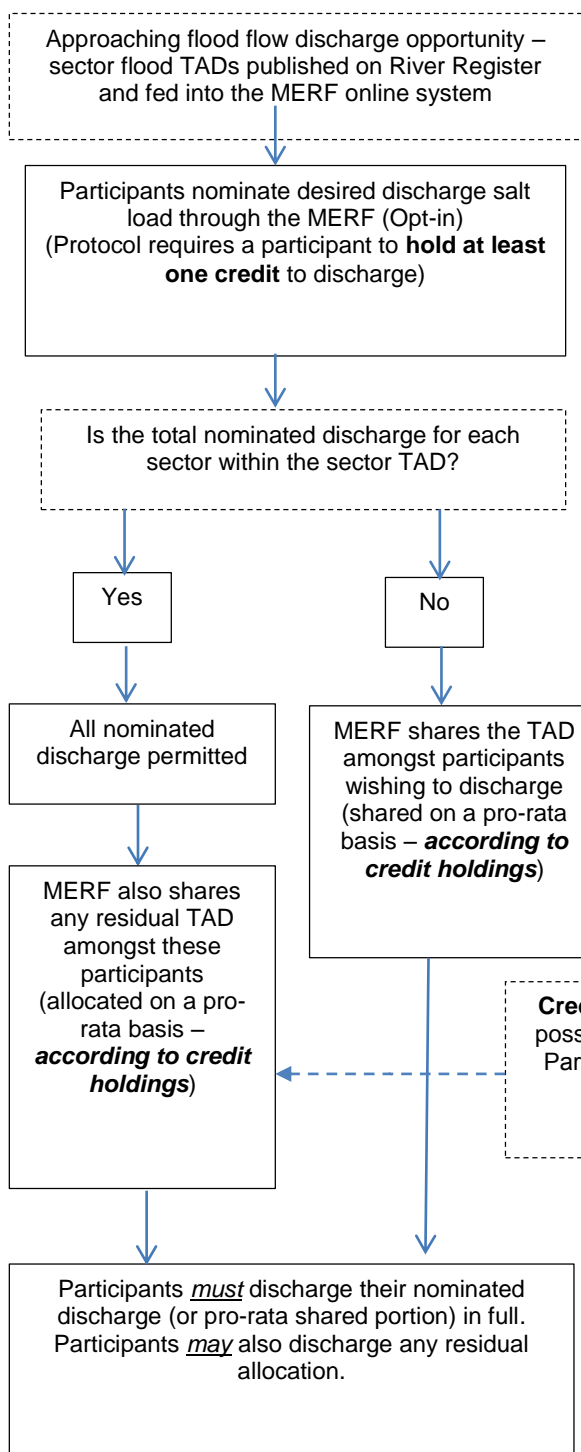 Approaching flood flow discharge opportunity –
sector flood TADs published on River Register
and fed into the MERF online system
Participants nominate desired discharge salt
load through the MERF (Opt-in)
(Protocol requires a participant to hold at least
one credit to discharge)
Is the total nominated discharge for each
sector within the sector TAD?
Yes
No
All nominated
discharge permitted
MERF shares the TAD
amongst participants
wishing to discharge
(shared on a pro-rata
basis – according to
credit holdings)
MERF also shares
any residual TAD
amongst these
participants
(allocated on a pro-
rata basis –
according to credit
holdings)
Participants must discharge their nominated
discharge (or pro-rata shared portion) in full.
Participants may also discharge any residual
allocation.